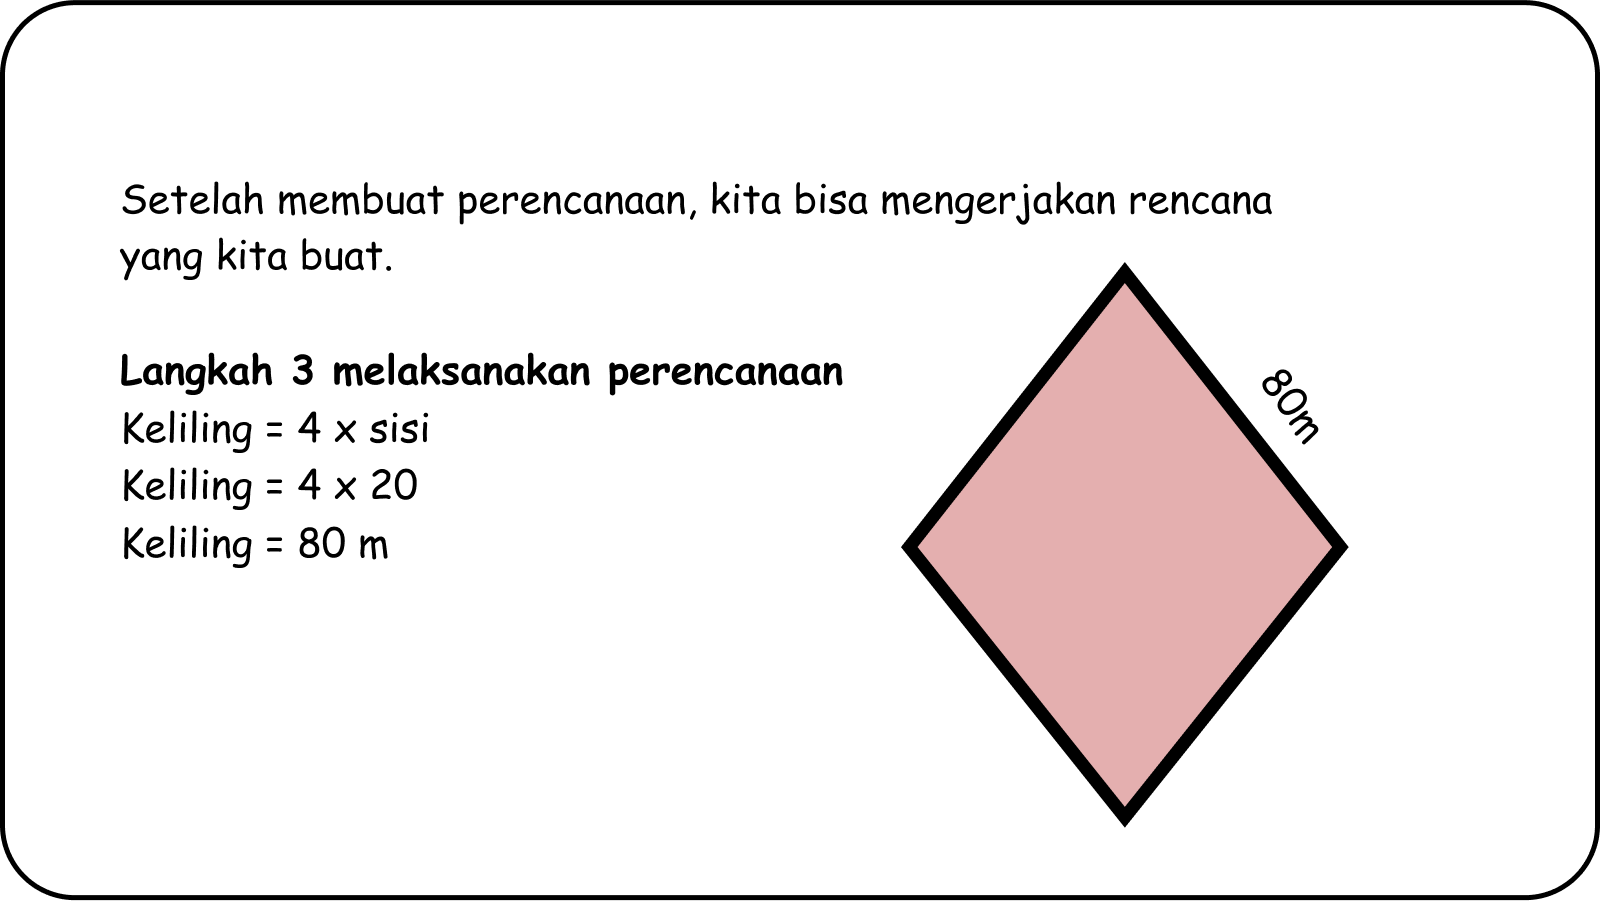 Setelah membuat perencanaan, kita bisa mengerjakan rencana
yang kita buat.
Langkah 3 melaksanakan perencanaan
Keliling = 4 x sisi
Keliling = 4 x 20
Keliling = 80 m
80m